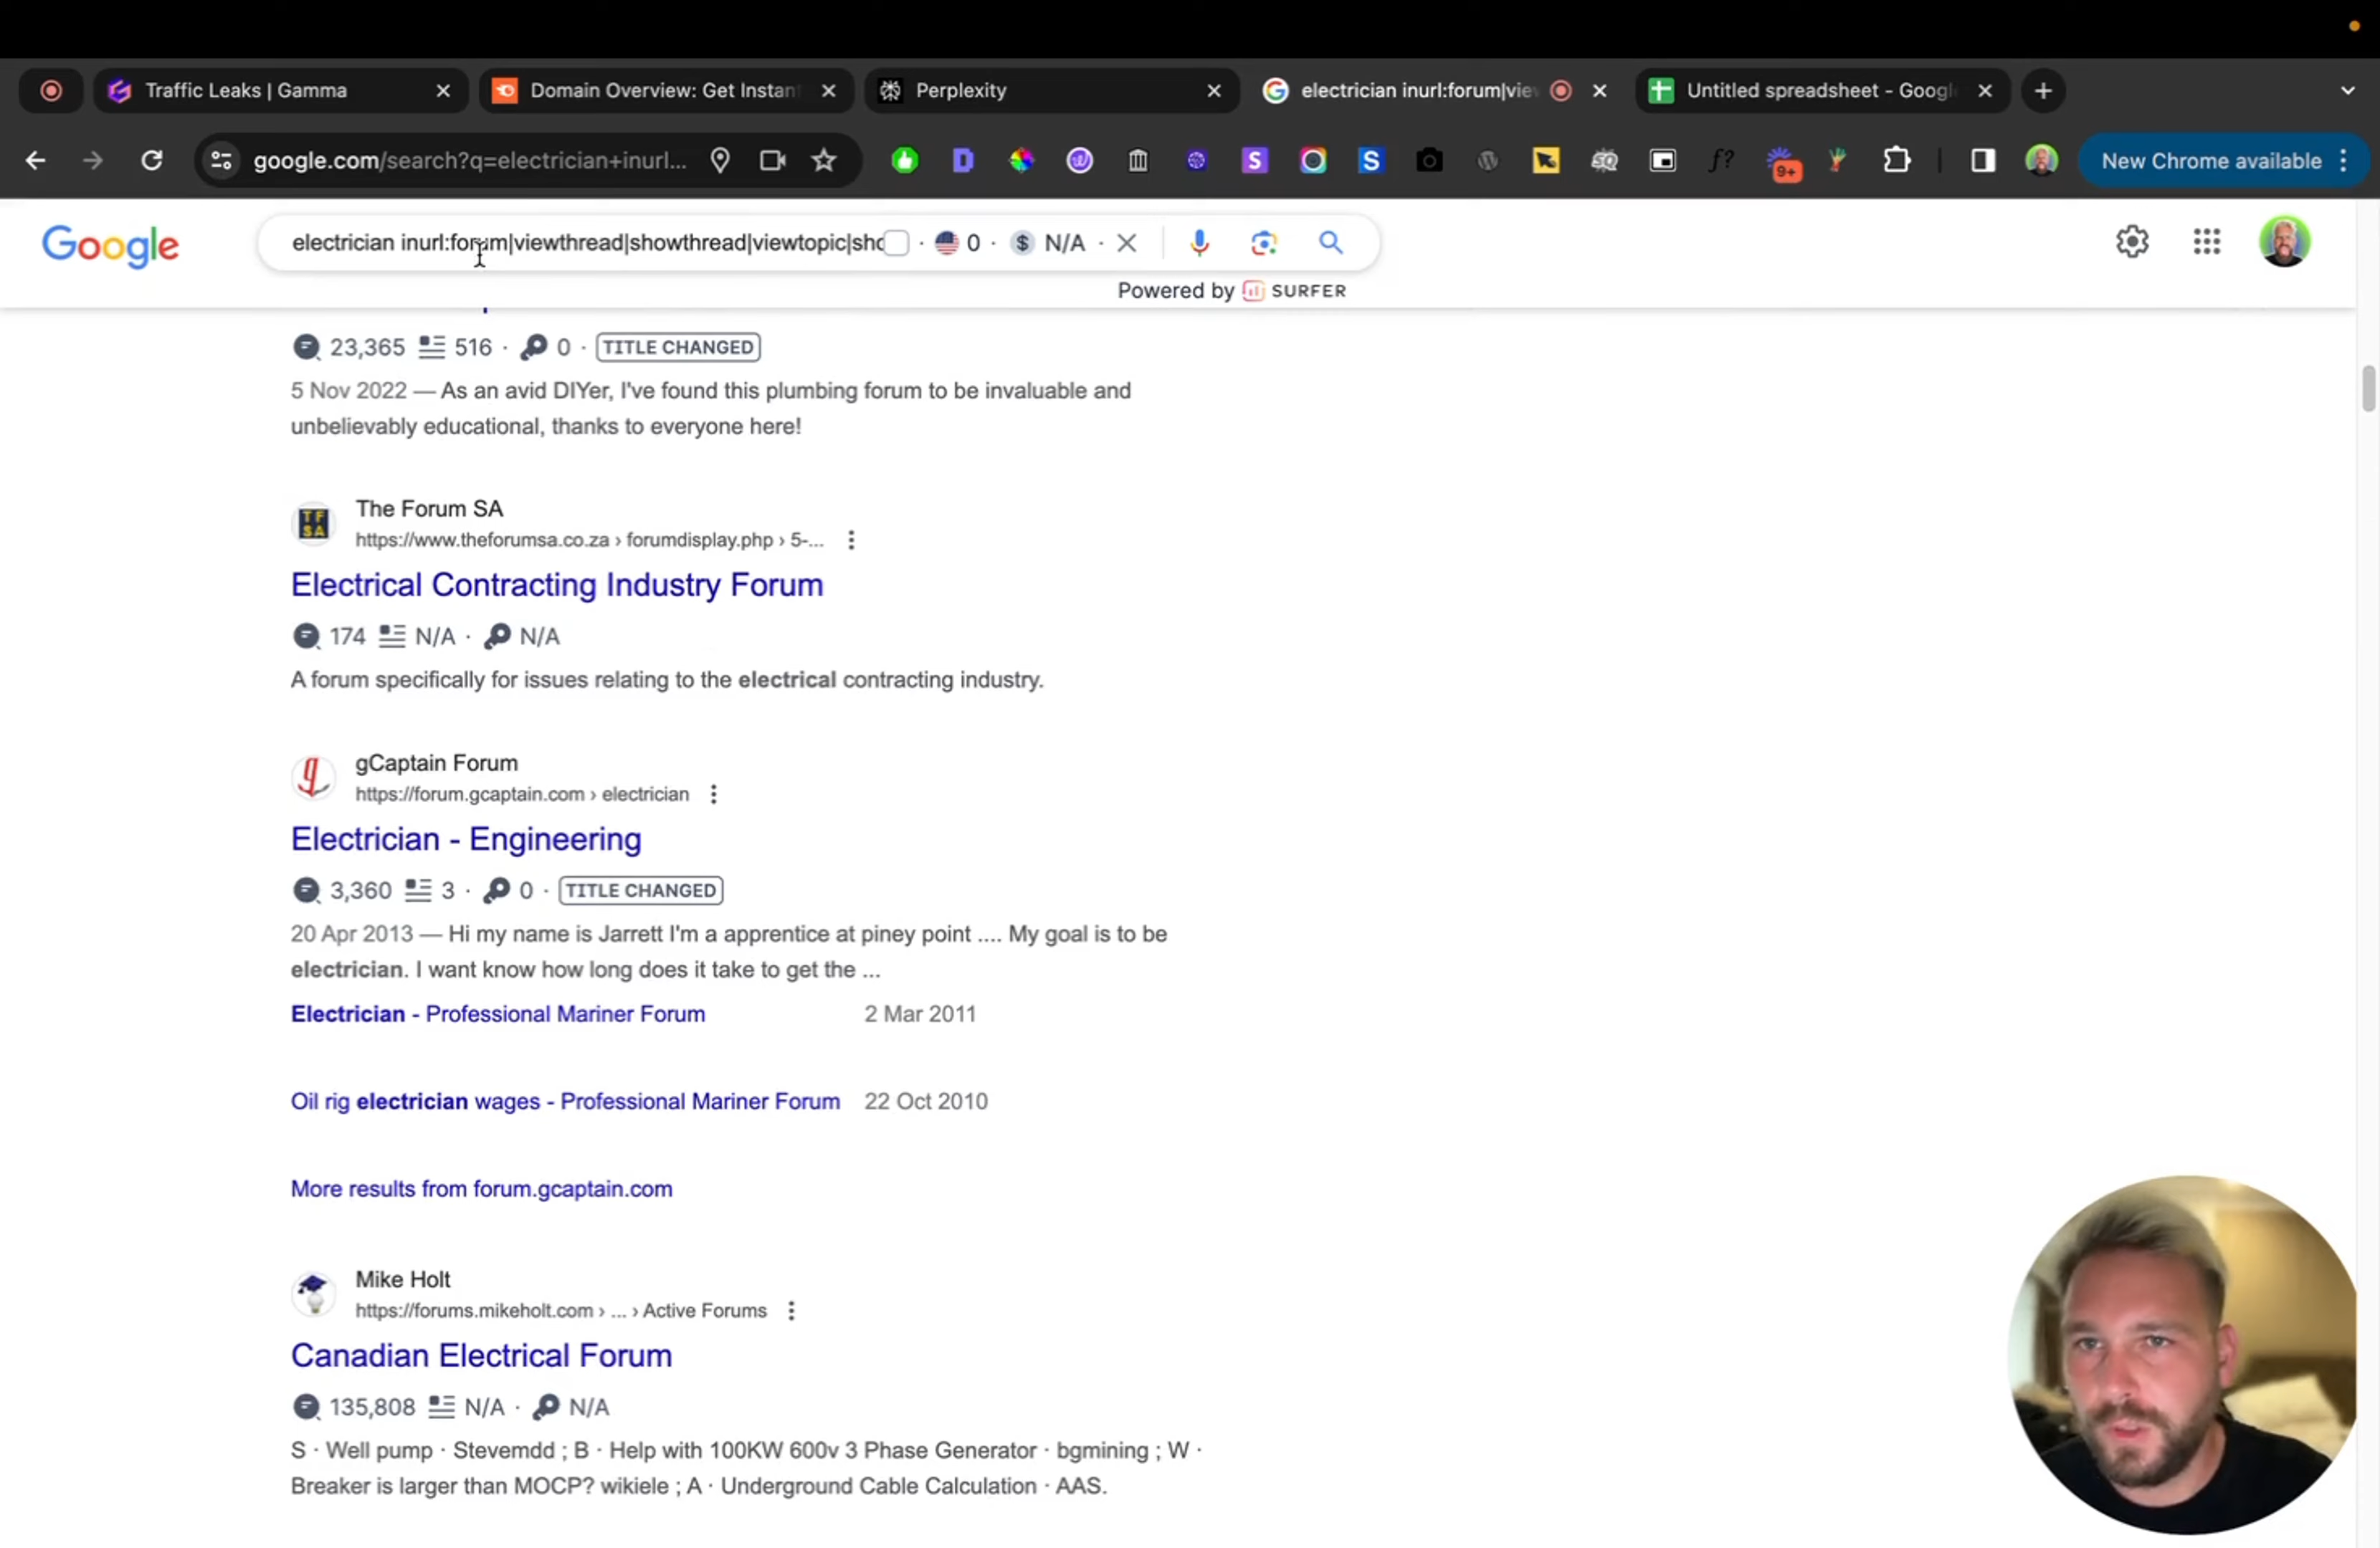 Traffic Leaks | Gamma
Domain Overview: Get Instan
Perplexity
electrician inurl:forum|vie
Untitled spreadsheet - Googl
google.com/search?q=electrician+inurl...
9+
New Chrome available
Google
electrician inurl:forum|viewthread|showthread|viewtopic|sho
· 0 · $ N/A ·
Powered by SURFER
23,365 516 · 0 · TITLE CHANGED
5 Nov 2022 — As an avid DIYer, I've found this plumbing forum to be invaluable and
unbelievably educational, thanks to everyone here!
TF
SA
The Forum SA
https://www.theforumsa.co.za › forumdisplay.php › 5-...
Electrical Contracting Industry Forum
174 N/A · N/A
A forum specifically for issues relating to the electrical contracting industry.
gCaptain Forum
https://forum.gcaptain.com › electrician
Electrician - Engineering
3,360 3 · 0 · TITLE CHANGED
20 Apr 2013 — Hi my name is Jarrett I'm a apprentice at piney point .... My goal is to be
electrician. I want know how long does it take to get the ...
Electrician - Professional Mariner Forum 2 Mar 2011
Oil rig electrician wages - Professional Mariner Forum 22 Oct 2010
More results from forum.gcaptain.com
Mike Holt
https://forums.mikeholt.com › ... › Active Forums
Canadian Electrical Forum
135,808 N/A · N/A
S · Well pump · Stevemdd ; B · Help with 100KW 600v 3 Phase Generator · bgmining ; W ·
Breaker is larger than MOCP? wikiele ; A · Underground Cable Calculation · AAS.